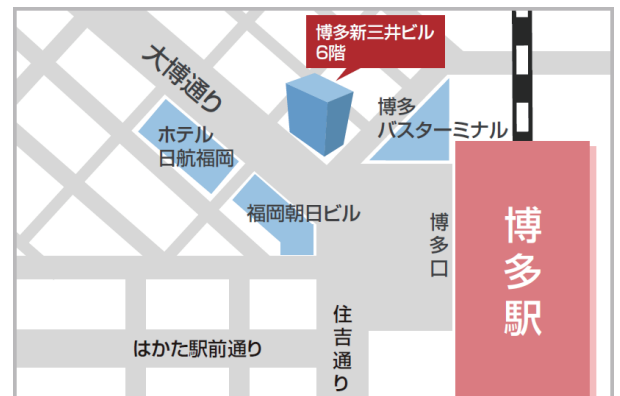 博多新三井ビル
6階
大博通り
博多
バスターミナル
ホテル
日航福岡
福岡朝日ビル
博多口
博多駅
住吉通り
はかた駅前通り